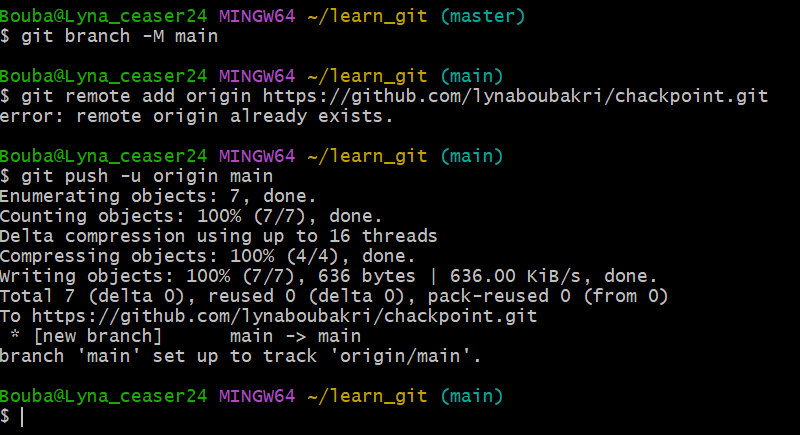 Bouba@Lyna_ceaser24 MINGW64 ~/learn_git (master)
$ git branch -M main
Bouba@Lyna_ceaser24 MINGW64 ~/learn_git (main)
$ git remote add origin https://github.com/lynaboubakri/chackpoint.git
error: remote origin already exists.
Bouba@Lyna_ceaser24 MINGW64 ~/learn_git (main)
$ git push -u origin main
Enumerating objects: 7, done.
Counting objects: 100% (7/7), done.
Delta compression using up to 16 threads
Compressing objects: 100% (4/4), done.
Writing objects: 100% (7/7), 636 bytes | 636.00 KiB/s, done.
Total 7 (delta 0), reused 0 (delta 0), pack-reused 0 (from 0)
To https://github.com/lynaboubakri/chackpoint.git
 * [new branch]      main -> main
branch 'main' set up to track 'origin/main'.
Bouba@Lyna_ceaser24 MINGW64 ~/learn_git (main)
$